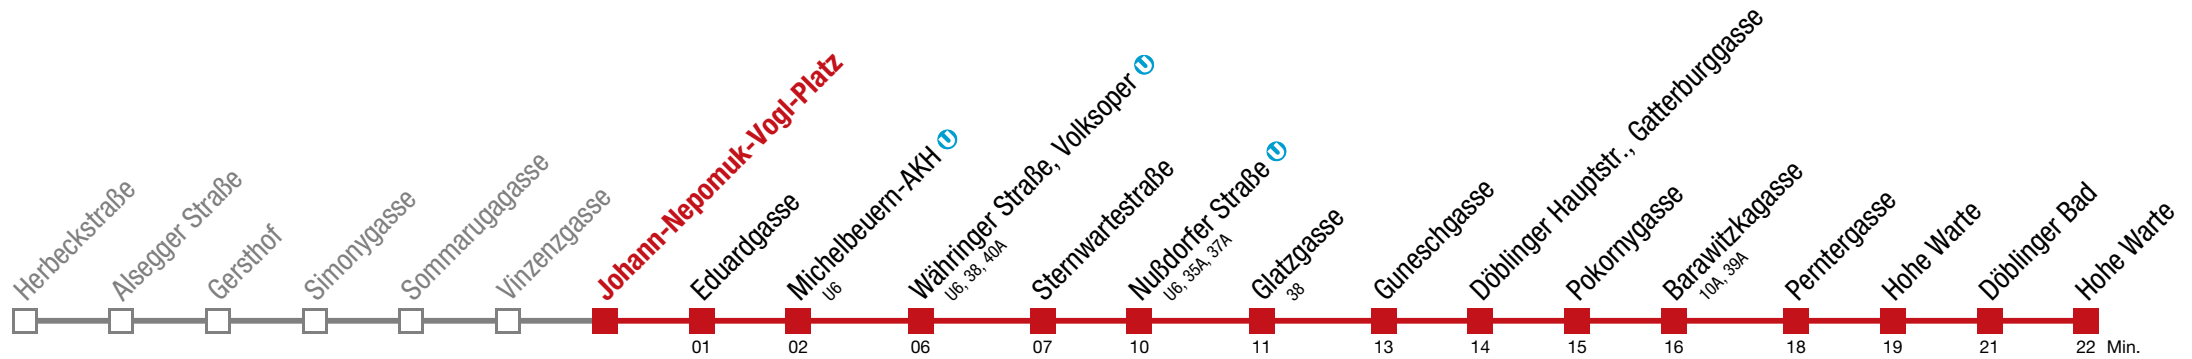 Herbeckstraße
Alsegger Straße
Gersthof
Simonygasse
Sommarugagasse
Vinzenzgasse
Johann-Nepomuk-Vogl-Platz
Eduardgasse
01
Michelbeuern-AKH U
U6
02
Währinger Straße, Volksoper U
U6, 38, 40A
06
Sternwartestraße
07
Nußdorfer Straße U
U6, 35A, 37A
10
Glatzgasse
38
11
Guneschgasse
13
Döblinger Hauptstr., Gatterburggasse
14
Pokornygasse
15
Barawitzkagasse
10A, 39A
16
Perntergasse
18
Hohe Warte
19
Döblinger Bad
21
Hohe Warte
22 Min.